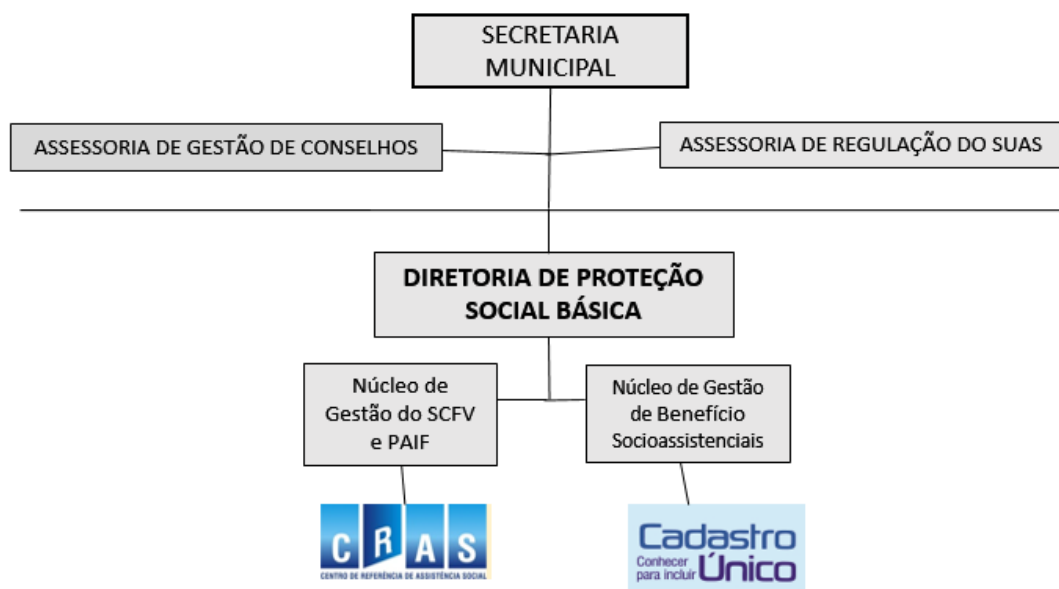 SECRETARIA
MUNICIPAL
ASSESSORIA DE GESTÃO DE CONSELHOS
ASSESSORIA DE REGULAÇÃO DO SUAS
DIRETORIA DE PROTEÇÃO
SOCIAL BÁSICA
Núcleo de
Gestão do SCFV
e PAIF
Núcleo de Gestão
de Benefício
Socioassistenciais
CRAS
CENTRO DE REFERÊNCIA DE ASSISTÊNCIA SOCIAL
Cadastro
Conhecer
para incluir
Único